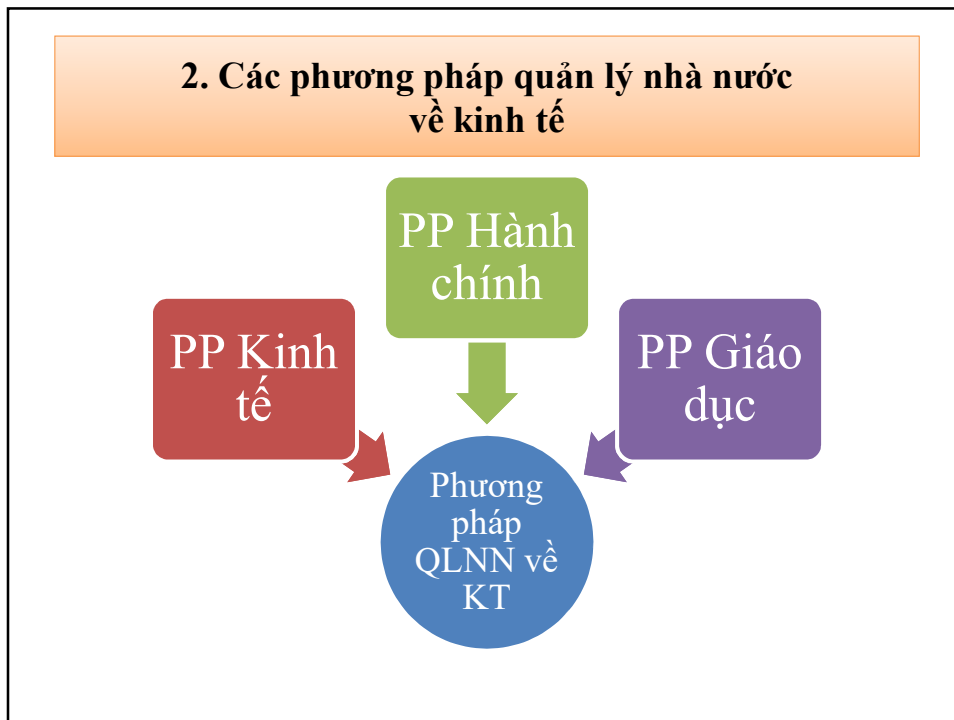 2. Các phương pháp quản lý nhà nước
về kinh tế
PP Hành
chính
PP Kinh
tế
PP Giáo
dục
Phương
pháp
QLNN về
KT